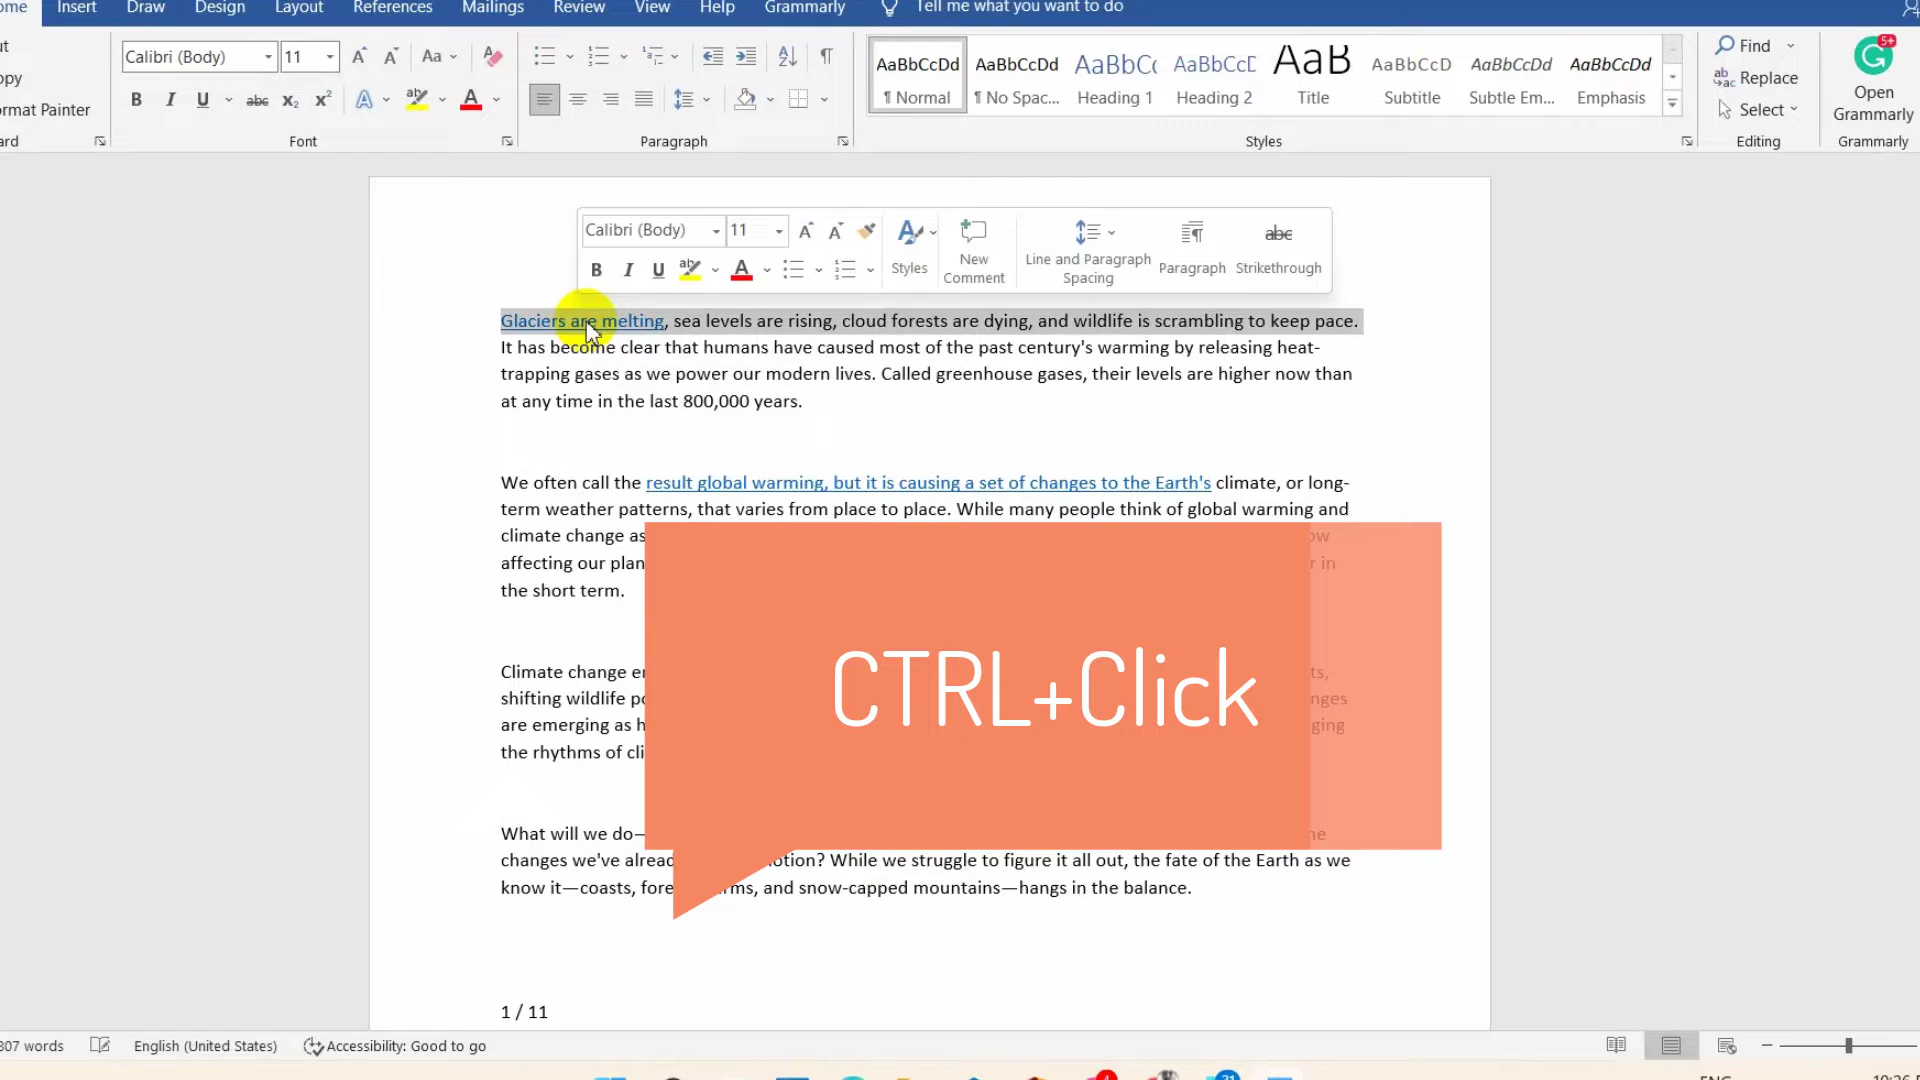 Insert Draw Design Layout References Mailings Review View Help Grammarly Tell me what you want to do
Calibri (Body) 11 Aa
Format Painter
Font Paragraph Styles Editing Grammarly
AaBbCcDd AaBbCcDd AaBbC AaBbCcD AaB AaBbCcD AaBbCcDd AaBbCcDd
¶ Normal ¶ No Spac... Heading 1 Heading 2 Title Subtitle Subtle Em... Emphasis
Find
Replace
Select
5+
Open
Grammarly
Calibri (Body) 11
Styles New Comment Line and Paragraph Spacing Paragraph Strikethrough
Glaciers are melting, sea levels are rising, cloud forests are dying, and wildlife is scrambling to keep pace.
It has become clear that humans have caused most of the past century's warming by releasing heat-
trapping gases as we power our modern lives. Called greenhouse gases, their levels are higher now than
at any time in the last 800,000 years.
We often call the result global warming, but it is causing a set of changes to the Earth's climate, or long-
term weather patterns, that varies from place to place. While many people think of global warming and
climate change as
affecting our plan r in
the short term.
Climate change
shifting wildlife nges
are emerging as ging
the rhythms of
What will we do—
changes we've While we struggle to figure it all out, the fate of the Earth as we
know it—coasts, and snow-capped mountains—hangs in the balance.
CTRL+Click
1 / 11
807 words English (United States) Accessibility: Good to go